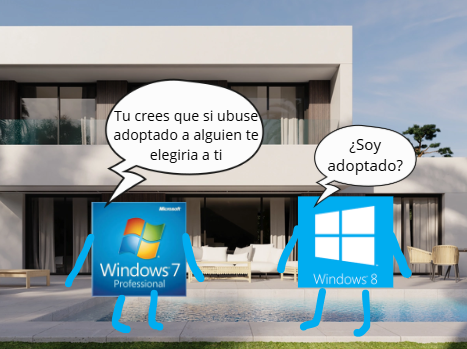 Tu crees que si ubuse
adoptado a alguien te
elegiria a ti
¿Soy
adoptado?
Microsoft
Windows 7
Professional
Windows 8